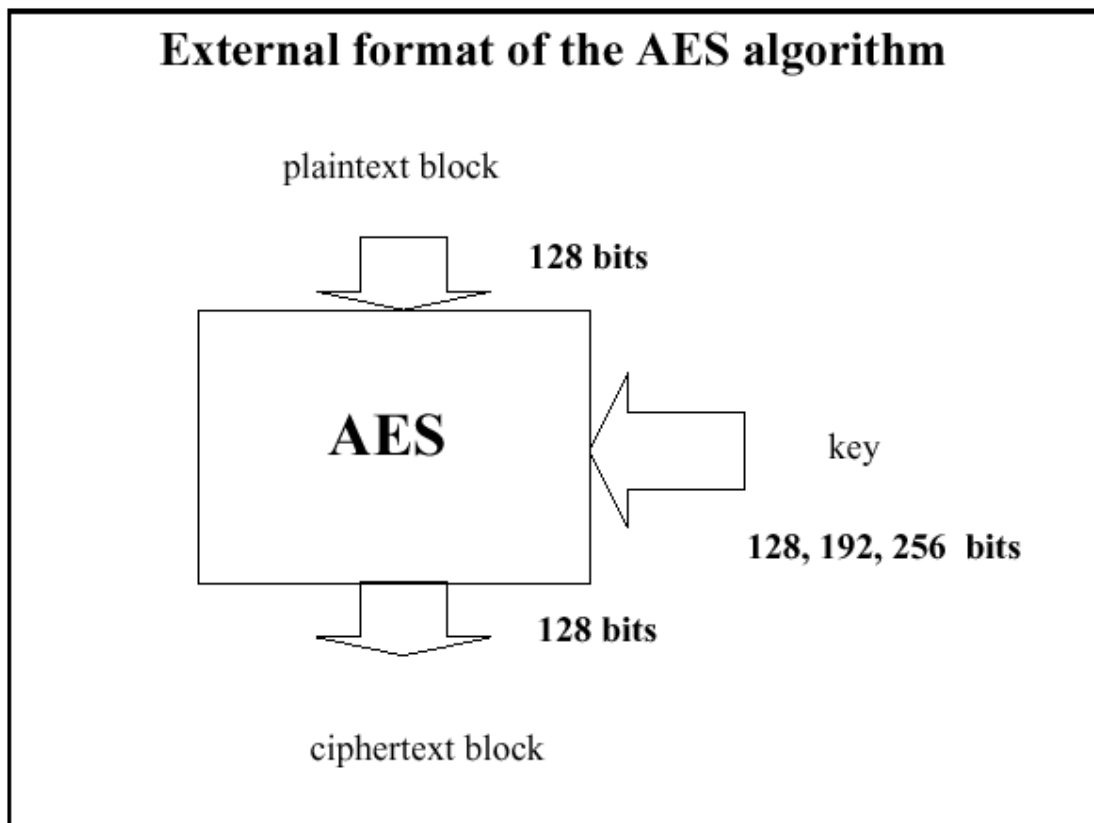 External format of the AES algorithm
plaintext block
128 bits
AES
key
128, 192, 256 bits
128 bits
ciphertext block